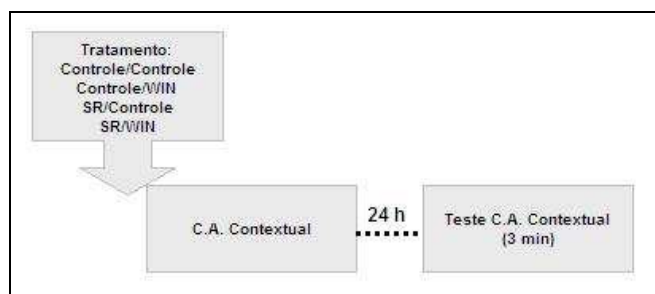 Tratamento:
Controle/Controle
Controle/WIN
SR/Controle
SR/WIN
C.A. Contextual
24 h
Teste C.A. Contextual
(3 min)